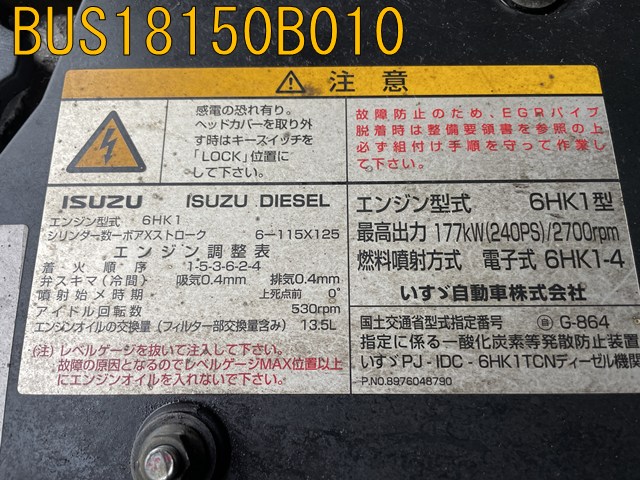 BUS18150B010
注意
感電の恐れ有り。
ヘッドカバーを取り外
す時はキースイッチを
「LOCK」位置に
して下さい。
故障防止のため、EGRパイプ
脱着時は整備要領書を参照の上
必ず組付け手順を守って作業し
て下さい。
ISUZU ISUZU DIESEL
エンジン型式 6HK1
シリンダー数ーボアXストローク 6-115X125
エンジン調整表
着火順序 1-5-3-6-2-4
弁スキマ(冷間) 吸気0.4mm 排気0.4mm
噴射始メ時期 上死点前 0°
アイドル回転数 530rpm
エンジンオイルの交換量(フィルター部交換量含み) 13.5L
(注)レベルゲージを抜いて注入して下さい。
故障の原因となるのでレベルゲージMAX位置以上
にエンジンオイルを入れないで下さい。
エンジン型式 6HK1型
最高出力 177kW(240PS)/2700rpm
燃料噴射方式 電子式 6HK1-4
いすゞ自動車株式会社
国土交通省型式指定番号 自 G-864
指定に係る一酸化炭素等発散防止装置
いすゞPJ-IDC-6HK1TCNディーゼル機関
P.NO.8976048790